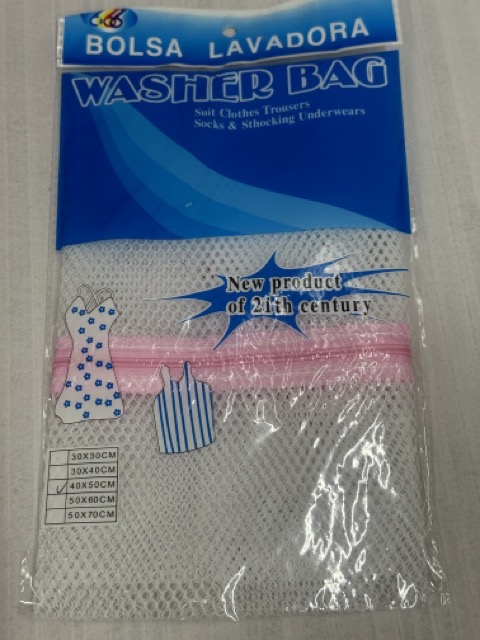 BOLSA LAVADORA
WASHER BAG
Suit Clothes Trousers
Socks & Sthocking Underwears
New product
of 21th century
30X30CM
30X40CM
40X50CM
50X60CM
50X70CM